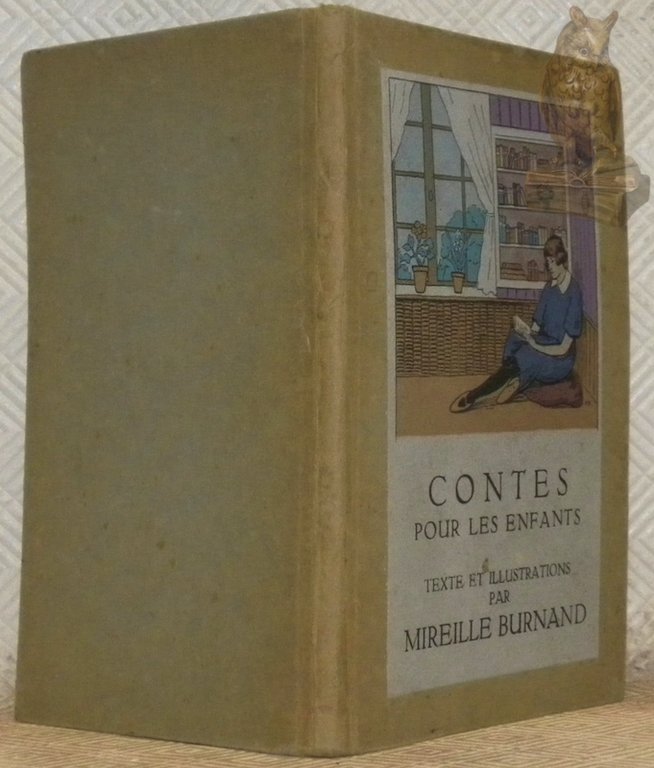 CONTES
POUR LES ENFANTS
TEXTE ET ILLUSTRATIONS
PAR
MIREILLE BURNAND